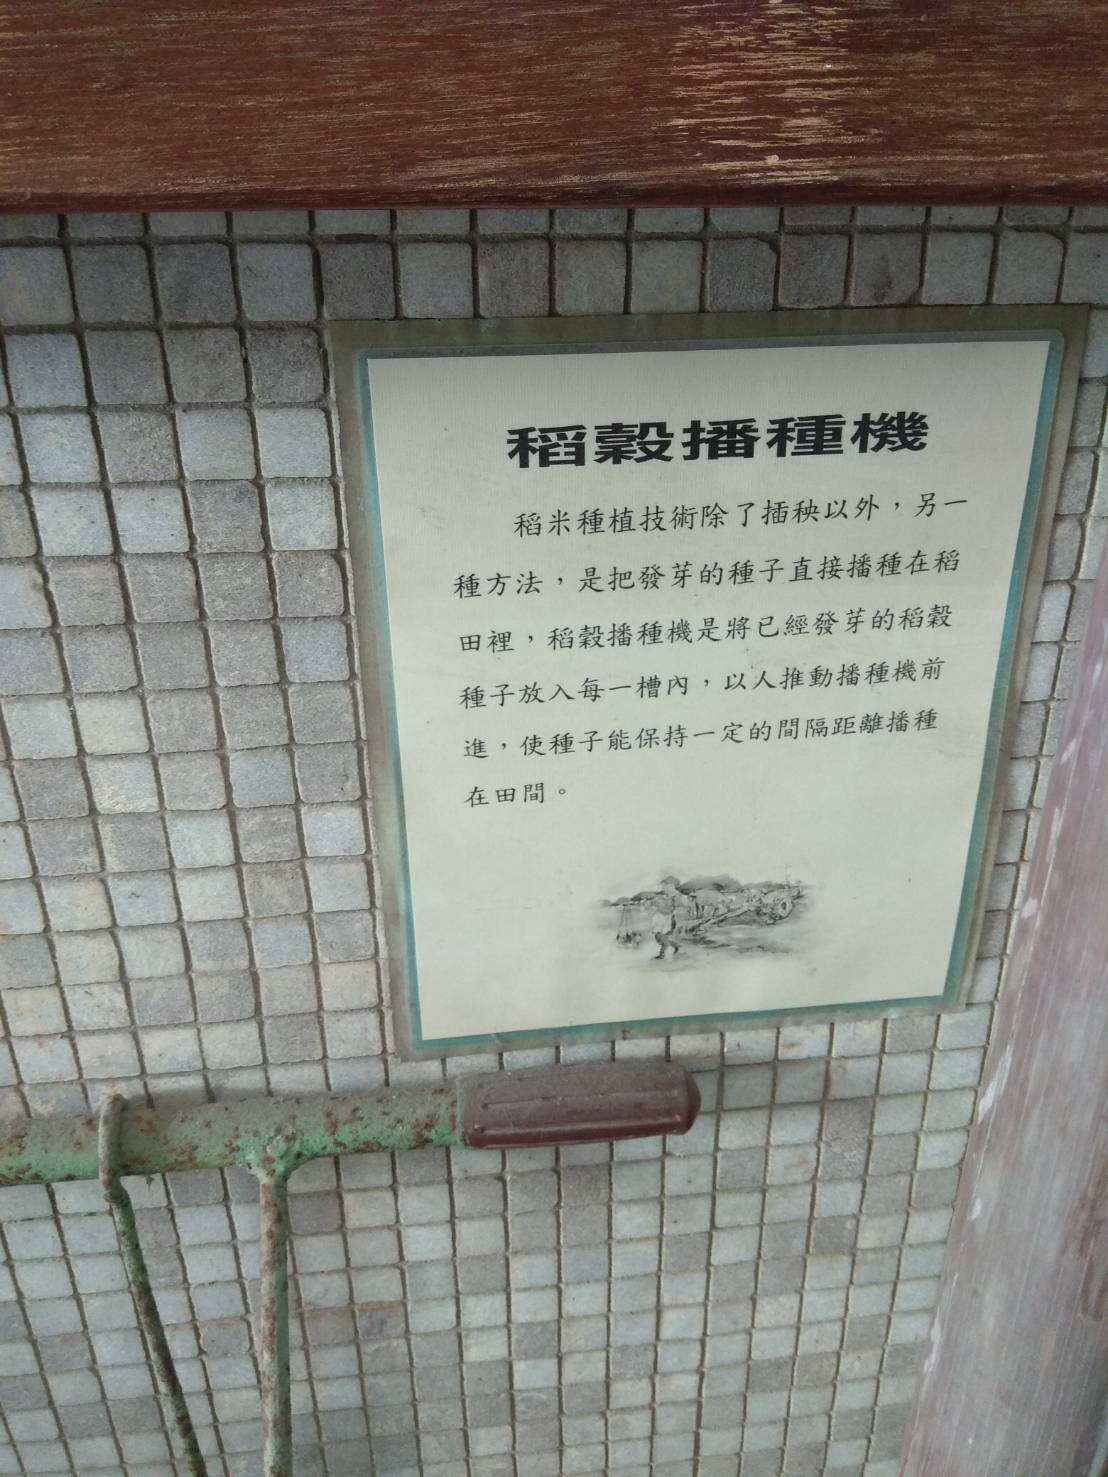 稻穀播種機
稻米種植技術除了插秧以外，另一
種方法，是把發芽的種子直接播種在稻
田裡，稻穀播種機是將已經發芽的稻穀
種子放入每一槽內，以人推動播種機前
進，使種子能保持一定的間隔距離播種
在田間。